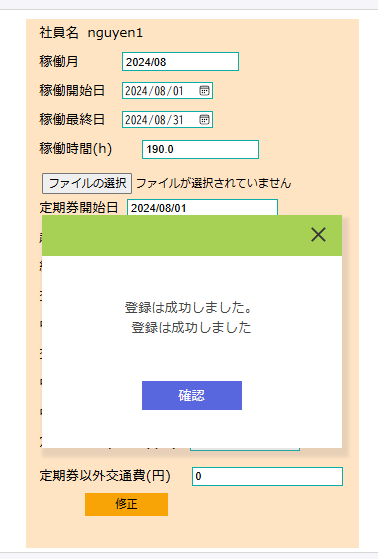 社員名 nguyen1
稼働月 2024/08
稼働開始日 2024/08/01
稼働最終日 2024/08/31
稼働時間(h) 190.0
ファイルの選択 ファイルが選択されていません
定期券開始日 2024/08/01
登録は成功しました。
登録は成功しました
確認
定期券以外交通費(円) 0
修正